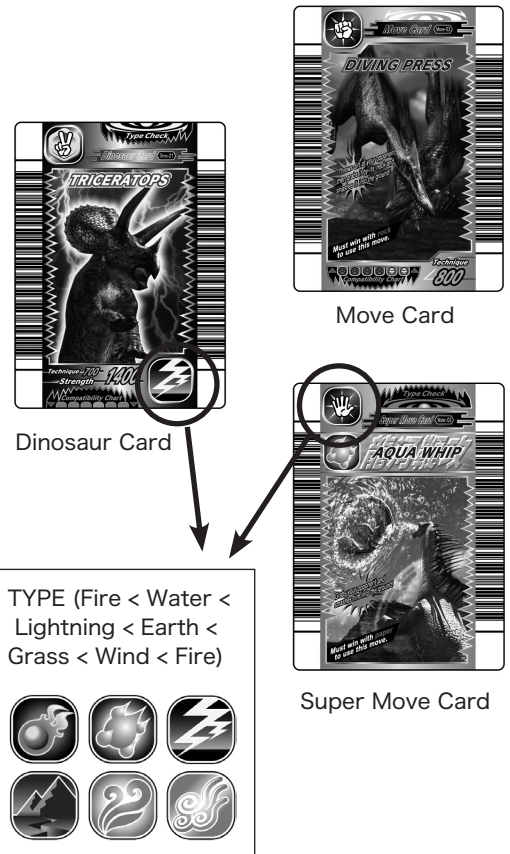 Move Card
DIVING PRESS
Must win with rock
to use this move.
Technique
800
Compatibility Chart
Move Card
Type Check
Dinosaur Card
TRICERATOPS
Technique 700
Strength 1400
Compatibility Chart
Dinosaur Card
Type Check
Super Move Card
AQUA WHIP
Must win with paper
to use this move.
Super Move Card
TYPE (Fire < Water <
Lightning < Earth <
Grass < Wind < Fire)